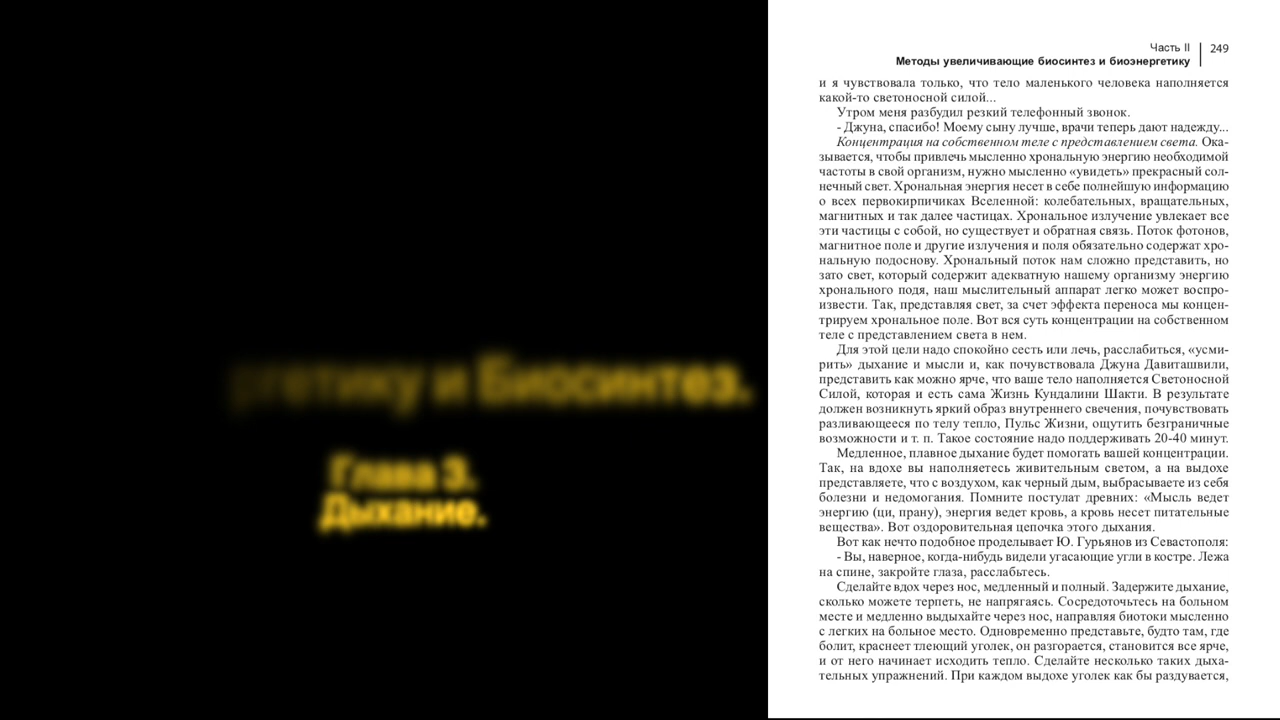 ргетику и Биосинтез.
Глава 3.
Дыхание.
Часть II
249
Методы увеличивающие биосинтез и биоэнергетику
и я чувствовала только, что тело маленького человека наполняется
какой-то светоносной силой...
Утром меня разбудил резкий телефонный звонок.
- Джуна, спасибо! Моему сыну лучше, врачи теперь дают надежду...
Концентрация на собственном теле с представлением света. Ока-
зывается, чтобы привлечь мысленно хрональную энергию необходимой
частоты в свой организм, нужно мысленно «увидеть» прекрасный сол-
нечный свет. Хрональная энергия несет в себе полнейшую информацию
о всех первокирпичиках Вселенной: колебательных, вращательных,
магнитных и так далее частицах. Хрональное излучение увлекает все
эти частицы с собой, но существует и обратная связь. Поток фотонов,
магнитное поле и другие излучения и поля обязательно содержат хро-
нальную подоснову. Хрональный поток нам сложно представить, но
зато свет, который содержит адекватную нашему организму энергию
хронального подя, наш мыслительный аппарат легко может воспро-
извести. Так, представляя свет, за счет эффекта переноса мы концен-
трируем хрональное поле. Вот вся суть концентрации на собственном
теле с представлением света в нем.
Для этой цели надо спокойно сесть или лечь, расслабиться, «усми-
рить» дыхание и мысли и, как почувствовала Джуна Давиташвили,
представить как можно ярче, что ваше тело наполняется Светоносной
Силой, которая и есть сама Жизнь Кундалини Шакти. В результате
должен возникнуть яркий образ внутреннего свечения, почувствовать
разливающееся по телу тепло, Пульс Жизни, ощутить безграничные
возможности и т. п. Такое состояние надо поддерживать 20-40 минут.
Медленное, плавное дыхание будет помогать вашей концентрации.
Так, на вдохе вы наполняетесь живительным светом, а на выдохе
представляете, что с воздухом, как черный дым, выбрасываете из себя
болезни и недомогания. Помните постулат древних: «Мысль ведет
энергию (ци, прану), энергия ведет кровь, а кровь несет питательные
вещества». Вот оздоровительная цепочка этого дыхания.
Вот как нечто подобное проделывает Ю. Гурьянов из Севастополя:
- Вы, наверное, когда-нибудь видели угасающие угли в костре. Лежа
на спине, закройте глаза, расслабьтесь.
Сделайте вдох через нос, медленный и полный. Задержите дыхание,
сколько можете терпеть, не напрягаясь. Сосредоточьтесь на больном
месте и медленно выдыхайте через нос, направляя биотоки мысленно
с легких на больное место. Одновременно представьте, будто там, где
болит, краснеет тлеющий уголек, он разгорается, становится все ярче,
и от него начинает исходить тепло. Сделайте несколько таких дыха-
тельных упражнений. При каждом выдохе уголек как бы раздувается,